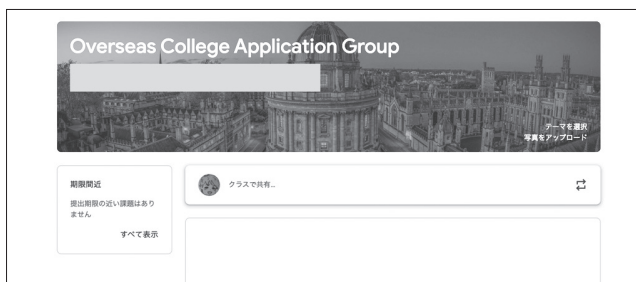 Overseas College Application Group
テーマを選択
写真をアップロード
期限間近
提出期限の近い課題はあり
ません
すべて表示
クラスで共有...